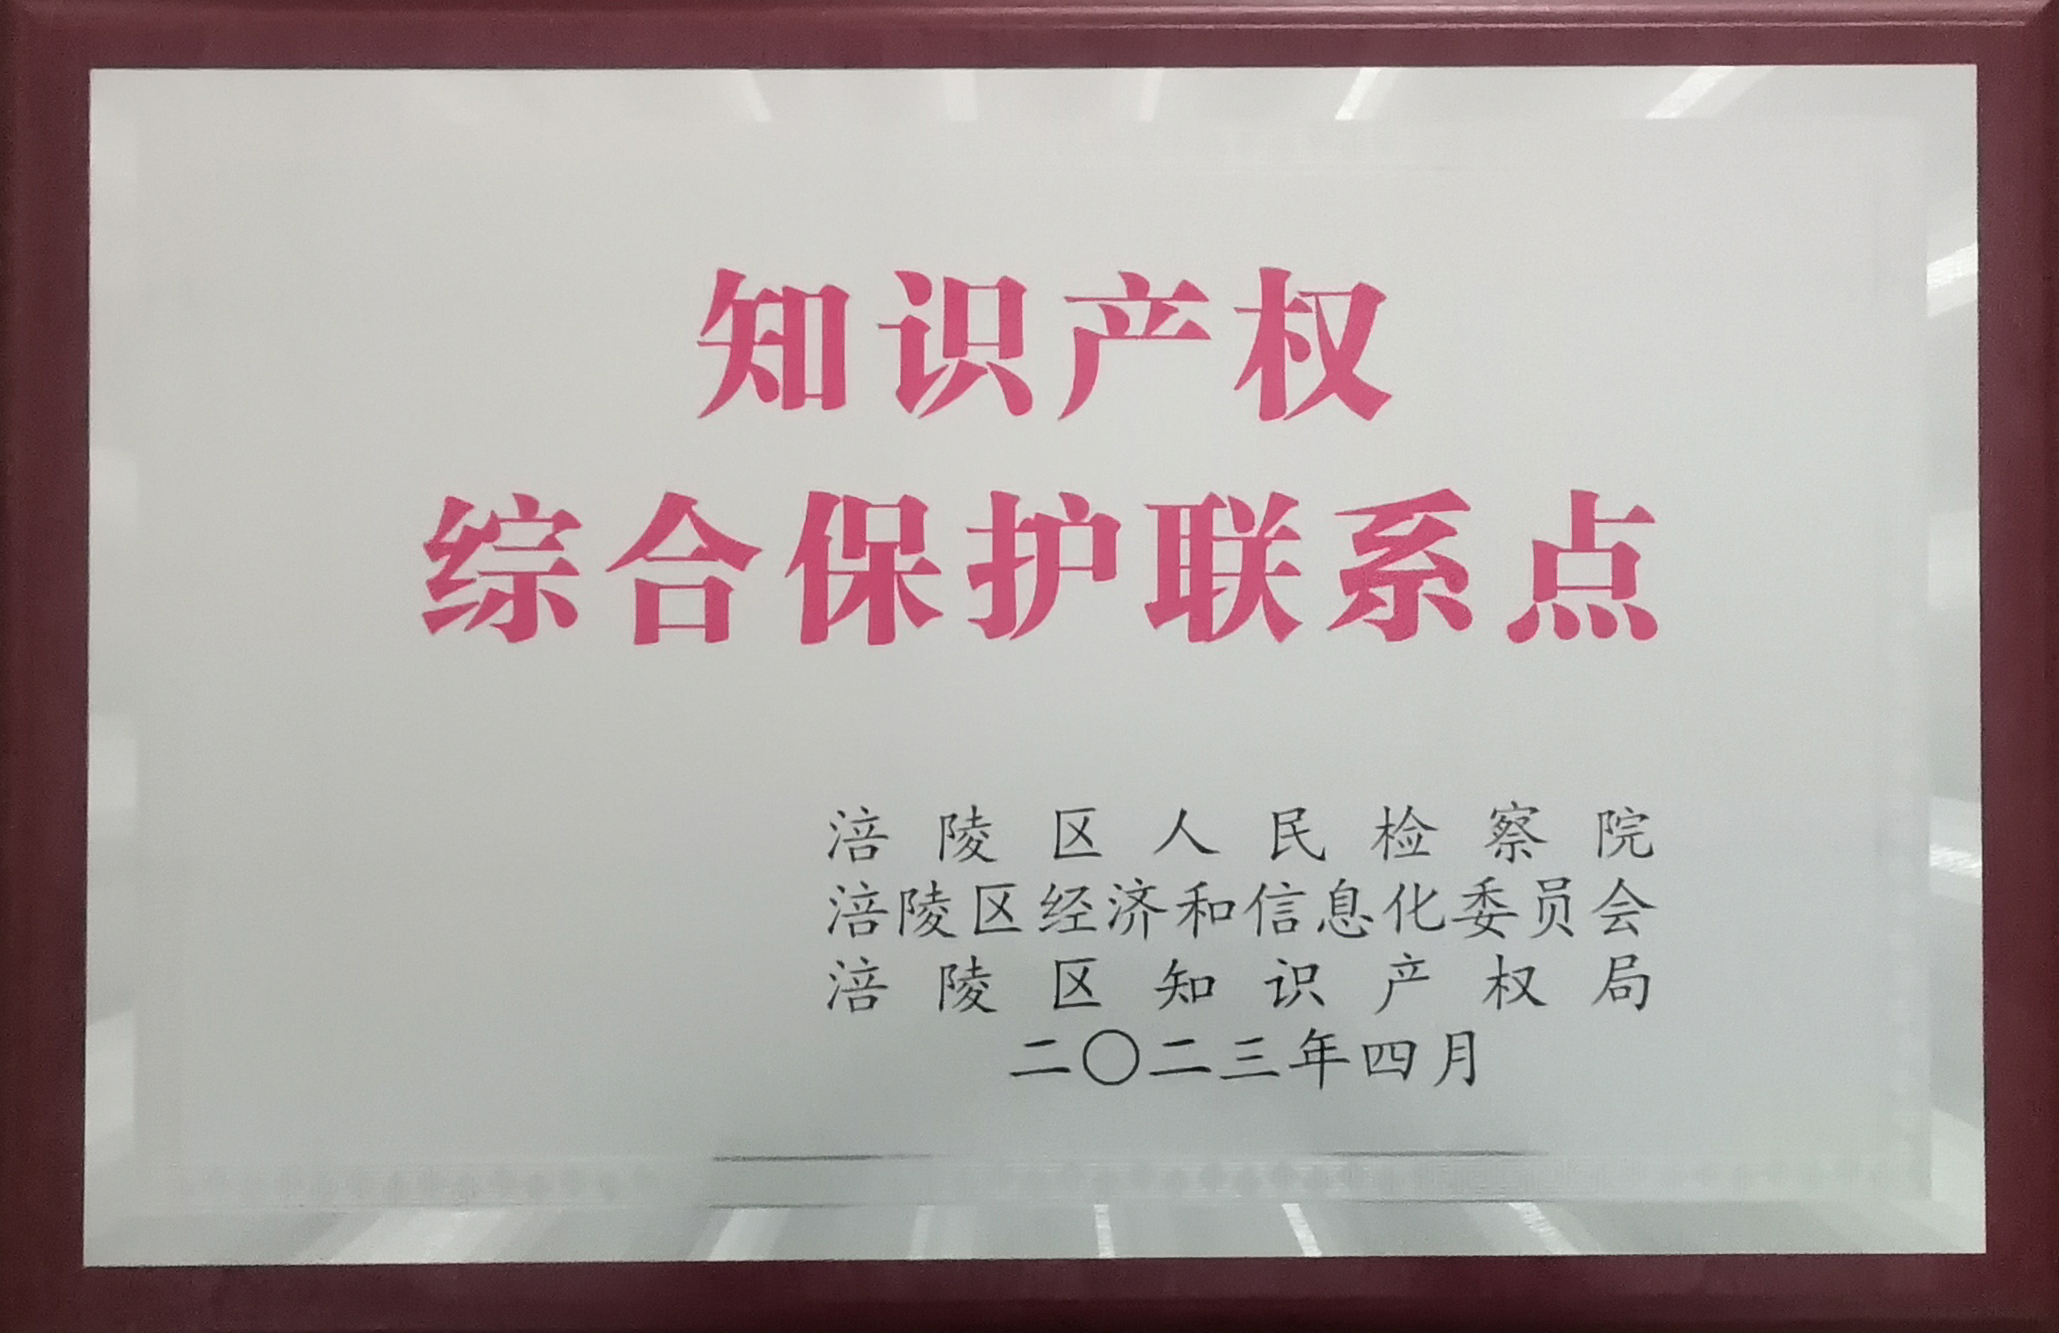 知识产权
综合保护联系点
涪陵区人民检察院
涪陵区经济和信息化委员会
涪陵区知识产权局
二〇二三年四月